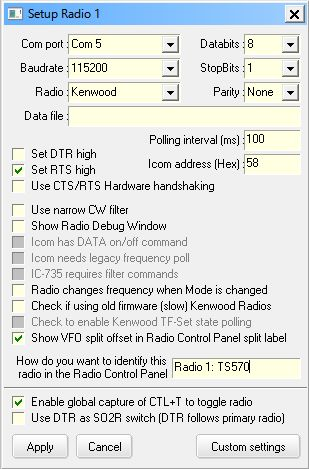 Setup Radio 1
Com port : Com 5 Databits : 8
Baudrate : 115200 StopBits : 1
Radio : Kenwood Parity : None
Data file :
Polling interval (ms) : 100
Set DTR high
Icom address (Hex) : 58
Set RTS high
Use CTS/RTS Hardware handshaking
Use narrow CW filter
Show Radio Debug Window
Icom has DATA on/off command
Icom needs legacy frequency poll
IC-735 requires filter commands
Radio changes frequency when Mode is changed
Check if using old firmware (slow) Kenwood Radios
Check to enable Kenwood TF-Set state polling
Show VFO split offset in Radio Control Panel split label
How do you want to identify this
radio in the Radio Control Panel
Radio 1: TS570
Enable global capture of CTL+T to toggle radio
Use DTR as SO2R switch (DTR follows primary radio)
Apply Cancel Custom settings